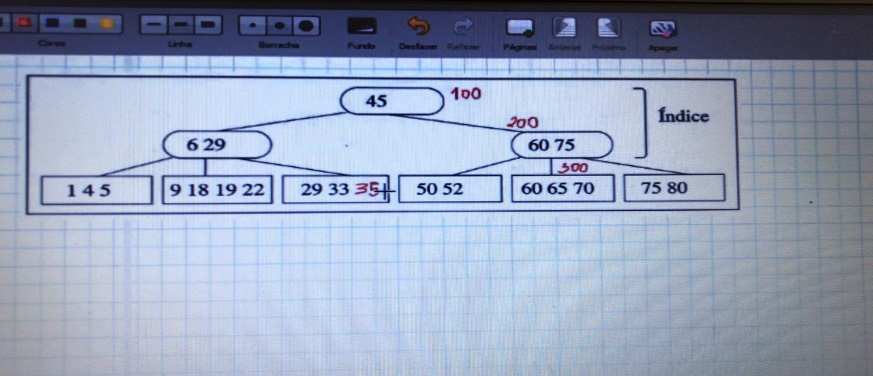 Cores Linha Borracha Fundo Desfazer Refazer Páginas Anterior Próximo Apagar
45 100
Índice
200
6 29 60 75
300
1 4 5 9 18 19 22 29 33 35 50 52 60 65 70 75 80